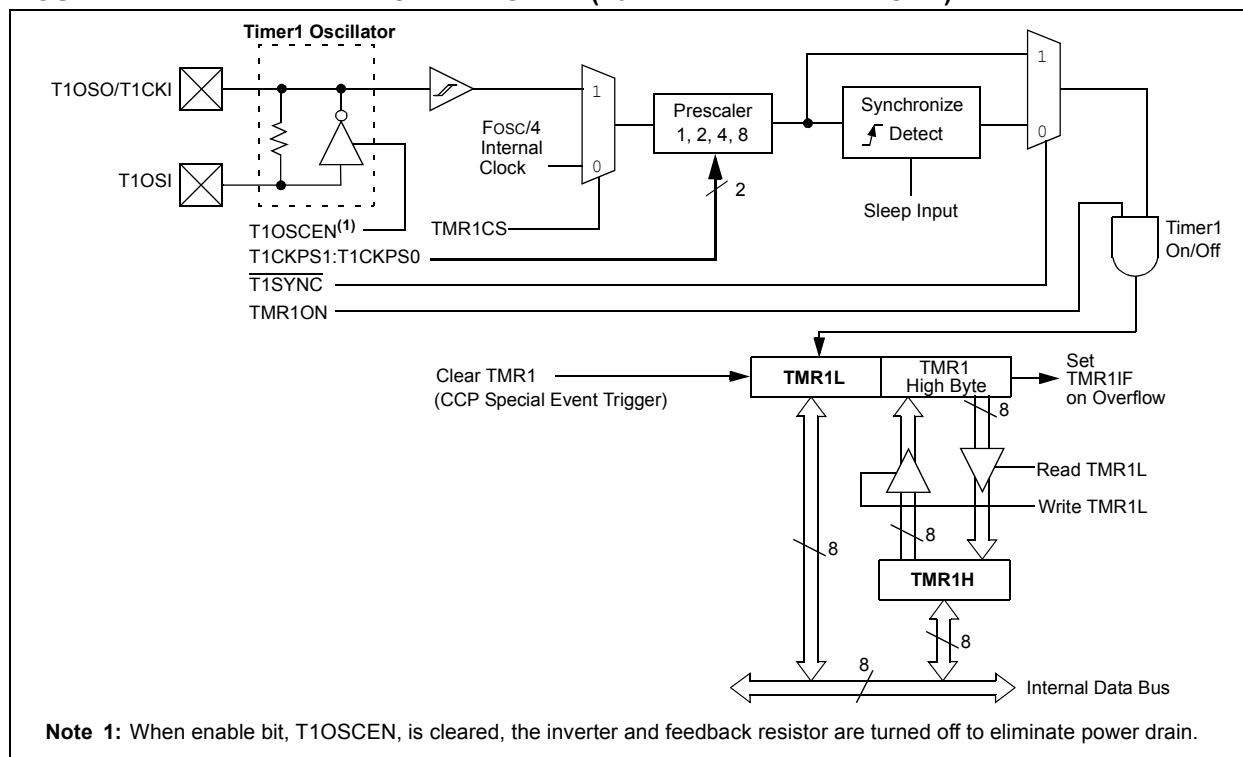 Timer1 Oscillator
T1OSO/T1CKI
1
1
Prescaler
1, 2, 4, 8
Synchronize
Detect
FOSC/4
Internal
Clock
0
0
T1OSI
2
Sleep Input
T1OSCEN(1)
TMR1CS
Timer1
On/Off
T1CKPS1:T1CKPS0
T1SYNC
TMR1ON
Clear TMR1
(CCP Special Event Trigger)
TMR1L
TMR1
High Byte
Set
TMR1IF
on Overflow
8
Read TMR1L
Write TMR1L
8
8
TMR1H
8
8
Internal Data Bus
Note 1: When enable bit, T1OSCEN, is cleared, the inverter and feedback resistor are turned off to eliminate power drain.